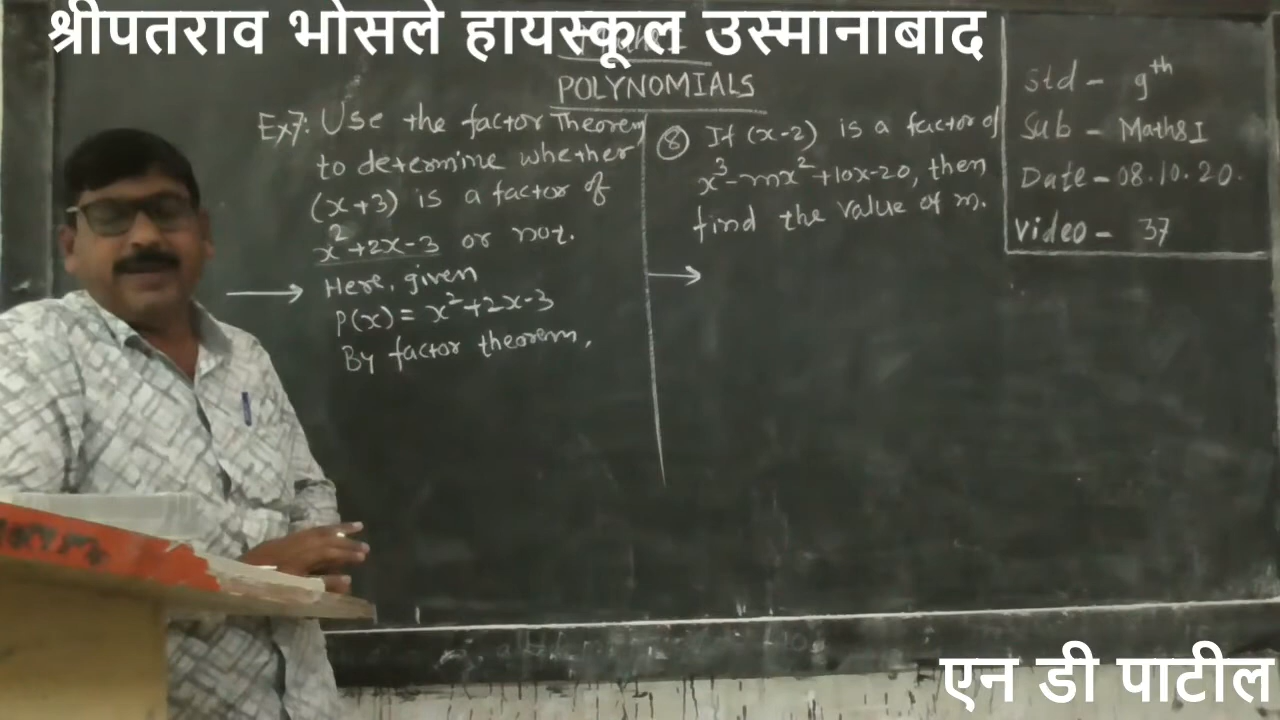 श्रीपतराव भोसले हायस्कूल उस्मानाबाद
POLYNOMIALS
Ex7: Use the factor Theorem
to determine whether
(x+3) is a factor of
x²+2x-3 or not.
Here, given
P(x) = x²+2x-3
By factor theorem,
⑧ If (x-2) is a factor of
x³-mx²+10x-20, then
find the value of m.
Std - 9th
Sub - Maths I
Date - 08.10.20.
Video - 37
एन डी पाटील